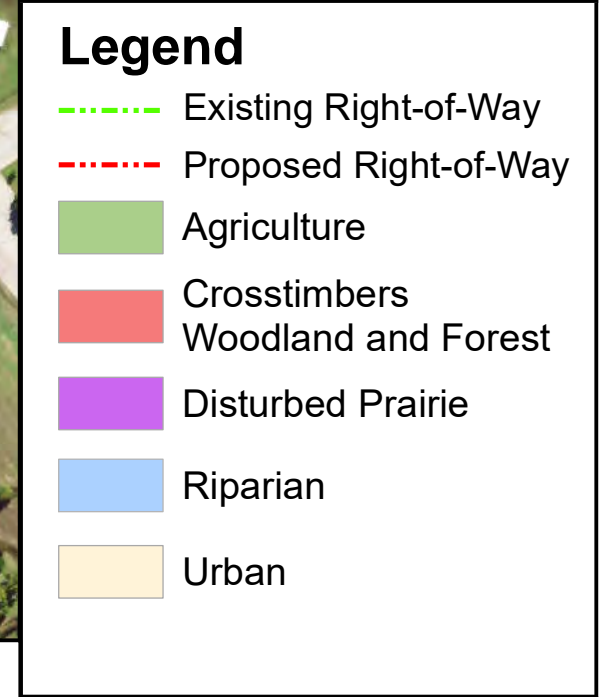 Legend
Existing Right-of-Way
Proposed Right-of-Way
Agriculture
Crosstimbers
Woodland and Forest
Disturbed Prairie
Riparian
Urban